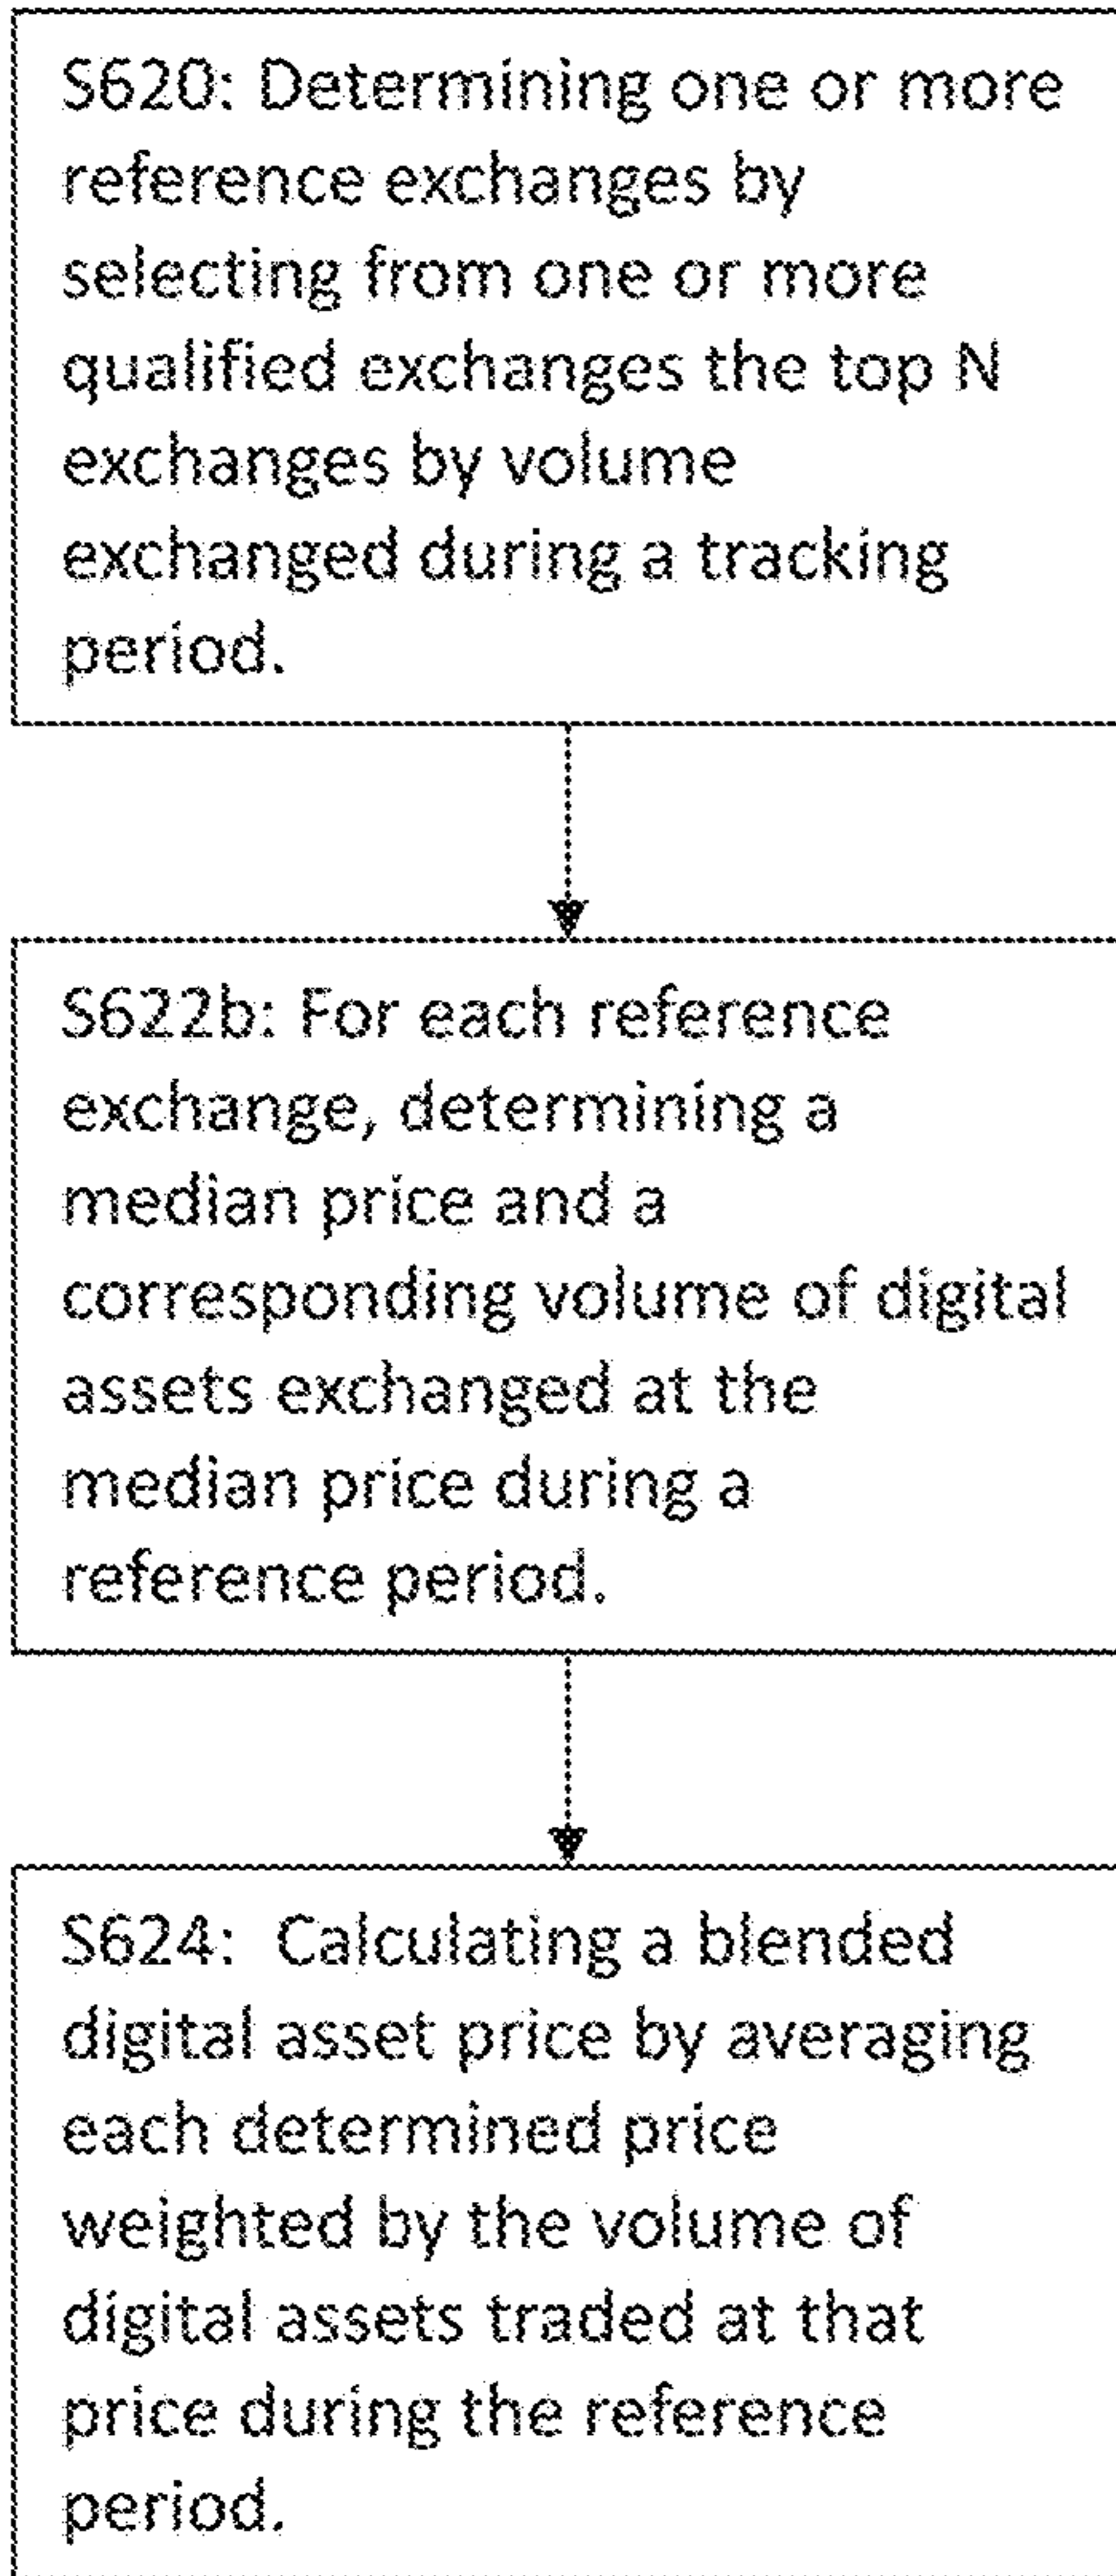 S620: Determining one or more
reference exchanges by
selecting from one or more
qualified exchanges the top N
exchanges by volume
exchanged during a tracking
period.
S622b: For each reference
exchange, determining a
median price and a
corresponding volume of digital
assets exchanged at the
median price during a
reference period.
S624:  Calculating a blended
digital asset price by averaging
each determined price
weighted by the volume of
digital assets traded at that
price during the reference
period.